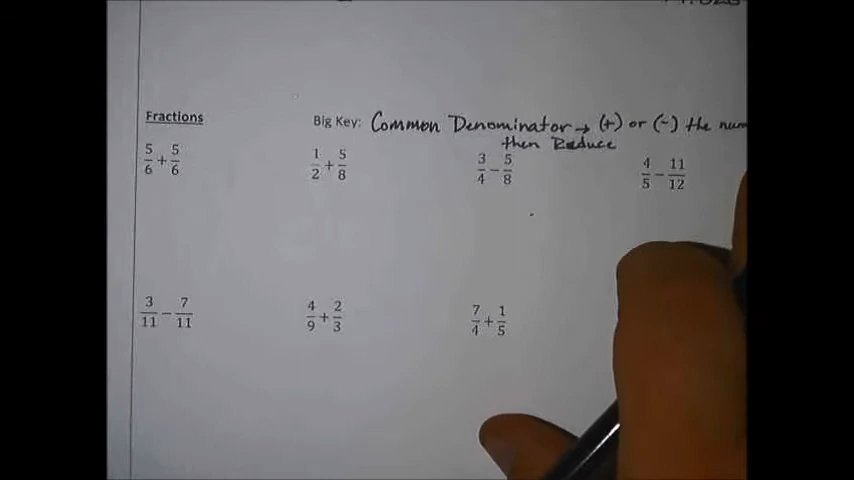 Fractions
Big Key: Common Denominator → (+) or (-) the
then Reduce
5/6 + 5/6
1/2 + 5/8
3/4 - 5/8
4/5 - 11/12
3/11 - 7/11
4/9 + 2/3
7/4 + 1/5